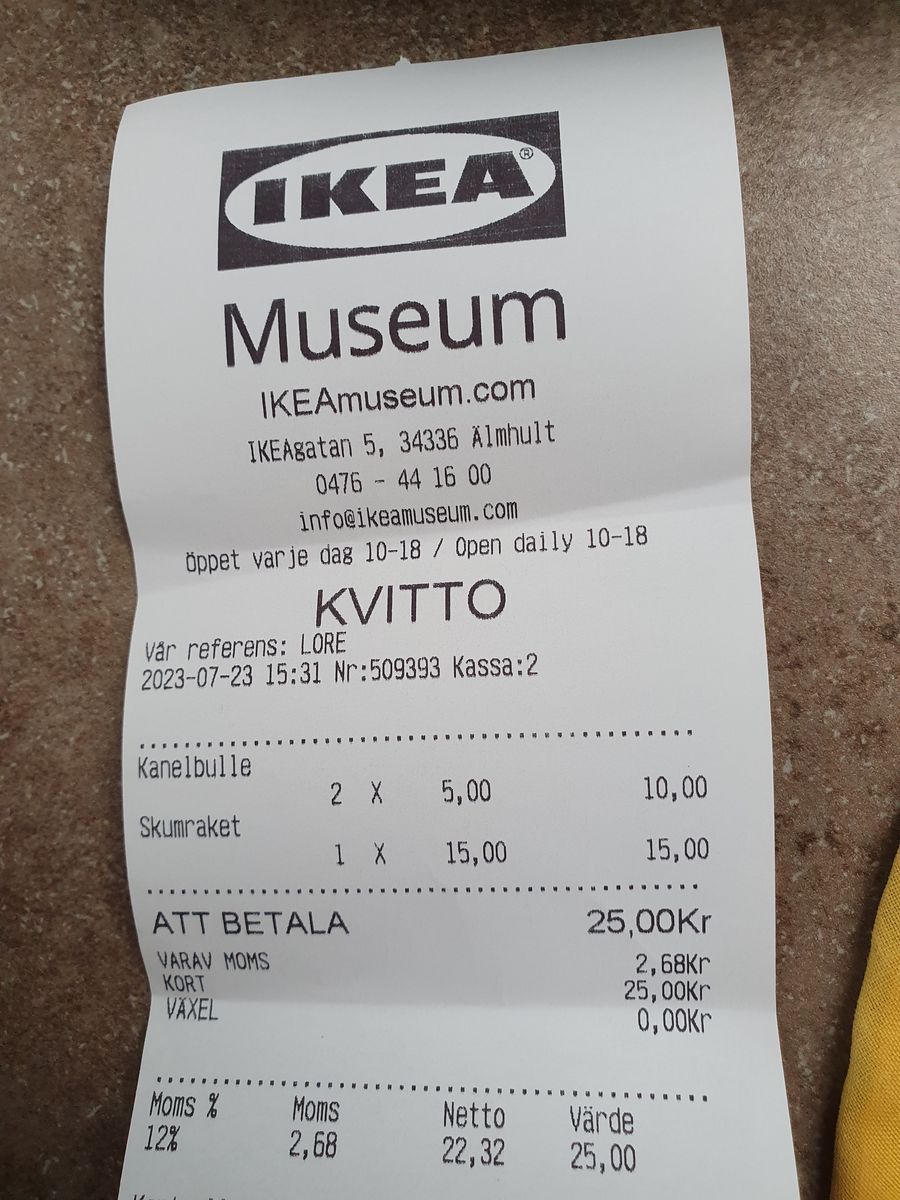 IKEA®
Museum
IKEAmuseum.com
IKEAgatan 5, 34336 Älmhult
0476 - 44 16 00
info@ikeamuseum.com
Öppet varje dag 10-18 / Open daily 10-18
KVITTO
Vår referens: LORE
2023-07-23 15:31 Nr:509393 Kassa:2
Kanelbulle
2 X 5,00 10,00
Skumraket
1 X 15,00 15,00
ATT BETALA 25,00Kr
VARAV MOMS 2,68Kr
KORT 25,00Kr
VÄXEL 0,00Kr
Moms % Moms Netto Värde
12% 2,68 22,32 25,00